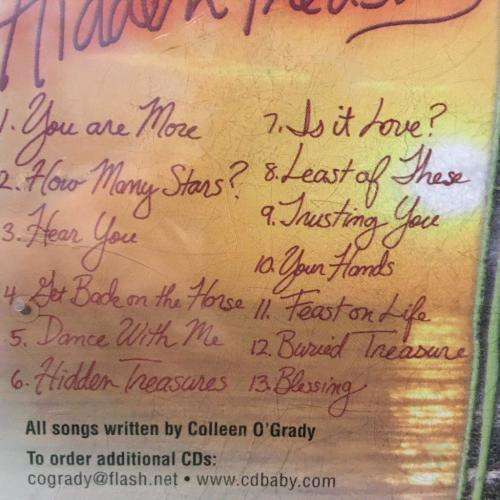 Hidden Treasures
1. You are More
2. How Many Stars?
3. Hear You
4. Get Back on the Horse
5. Dance With Me
6. Hidden Treasures
7. Is it Love?
8. Least of These
9. Trusting You
10. Your Hands
11. Feast on Life
12. Buried Treasure
13. Blessing
All songs written by Colleen O'Grady
To order additional CDs:
cogrady@flash.net • www.cdbaby.com